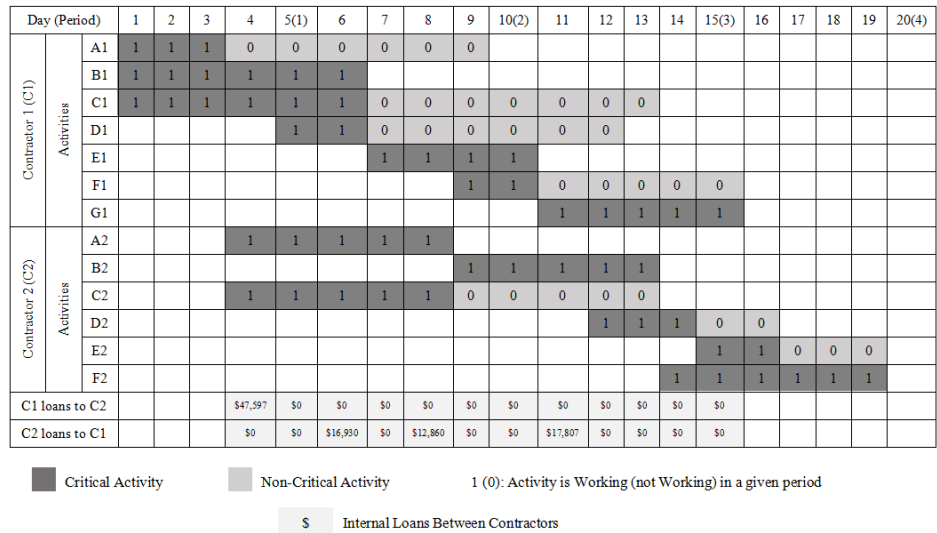 Day (Period) 1 2 3 4 5(1) 6 7 8 9 10(2) 11 12 13 14 15(3) 16 17 18 19 20(4)
Contractor 1 (C1)
Activities
A1 1 1 1 0 0 0 0 0 0
B1 1 1 1 1 1 1
C1 1 1 1 1 1 1 0 0 0 0 0 0 0
D1 1 1 0 0 0 0 0 0
E1 1 1 1 1
F1 1 1 0 0 0 0 0
G1 1 1 1 1 1
Contractor 2 (C2)
Activities
A2 1 1 1 1 1
B2 1 1 1 1 1
C2 1 1 1 1 1 0 0 0 0 0
D2 1 1 1 0 0
E2 1 1 0 0 0
F2 1 1 1 1 1 1
C1 loans to C2 $47,597 $0 $0 $0 $0 $0 $0 $0 $0 $0 $0 $0
C2 loans to C1 $0 $0 $16,930 $0 $12,860 $0 $0 $17,807 $0 $0 $0 $0
Critical Activity Non-Critical Activity 1 (0): Activity is Working (not Working) in a given period
$ Internal Loans Between Contractors